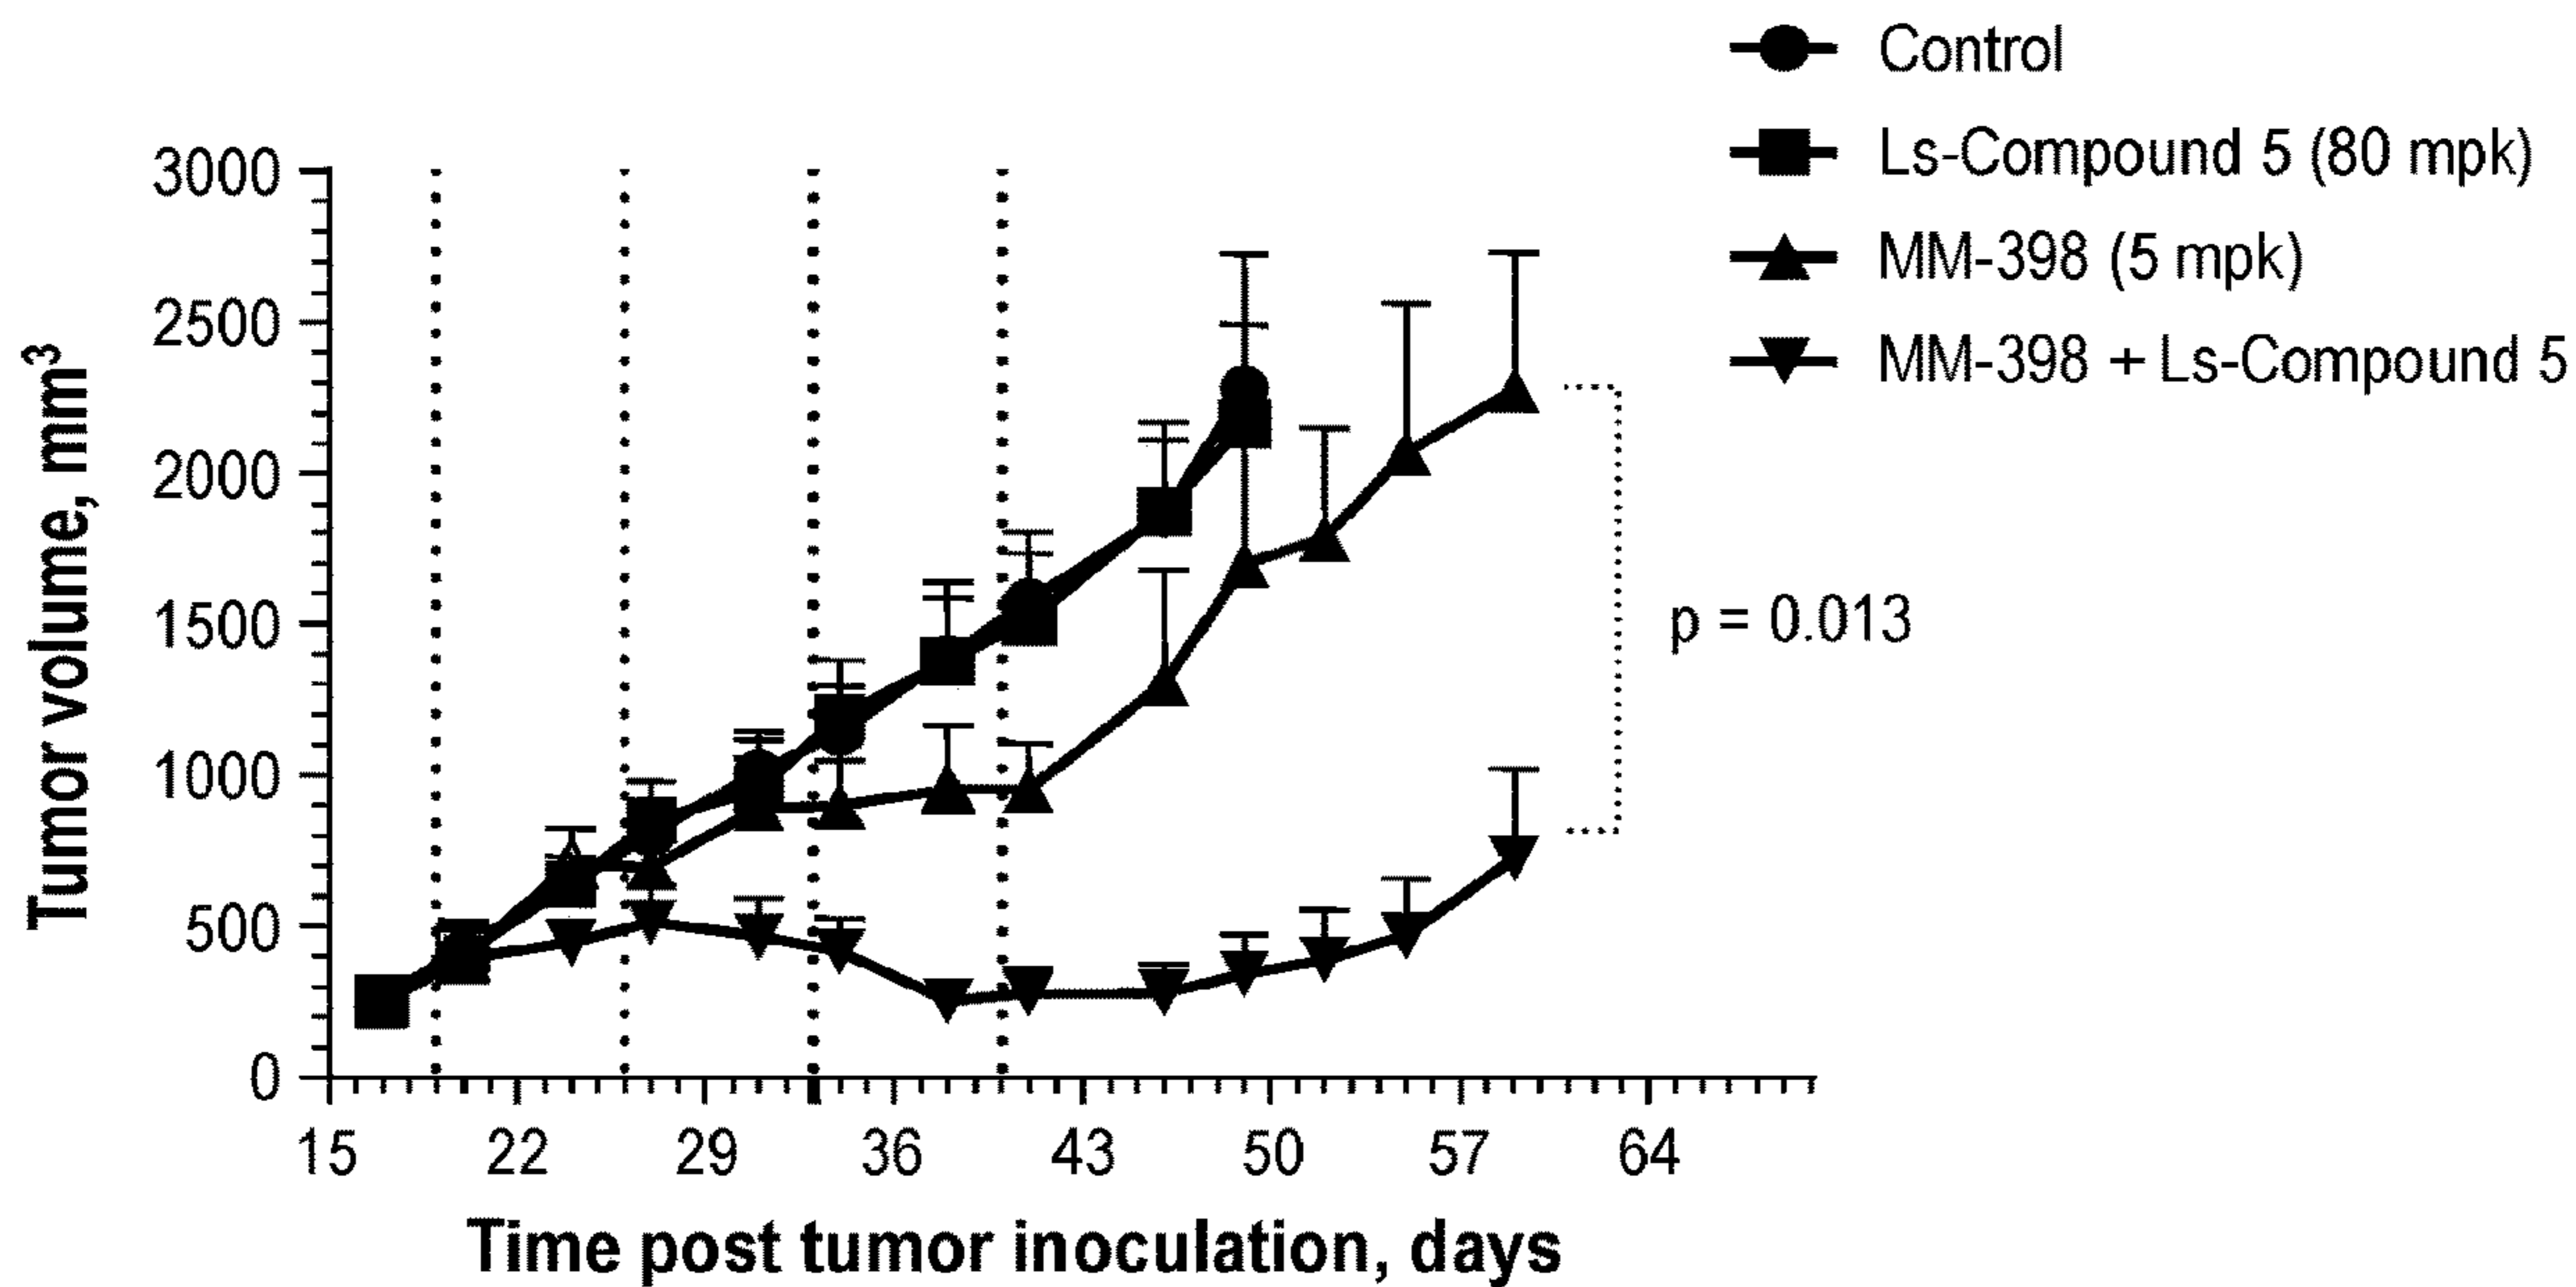 Control
Ls-Compound 5 (80 mpk)
MM-398 (5 mpk)
MM-398 + Ls-Compound 5
3000
2500
2000
1500
1000
500
0
Tumor volume, mm³
p = 0.013
15 22 29 36 43 50 57 64
Time post tumor inoculation, days